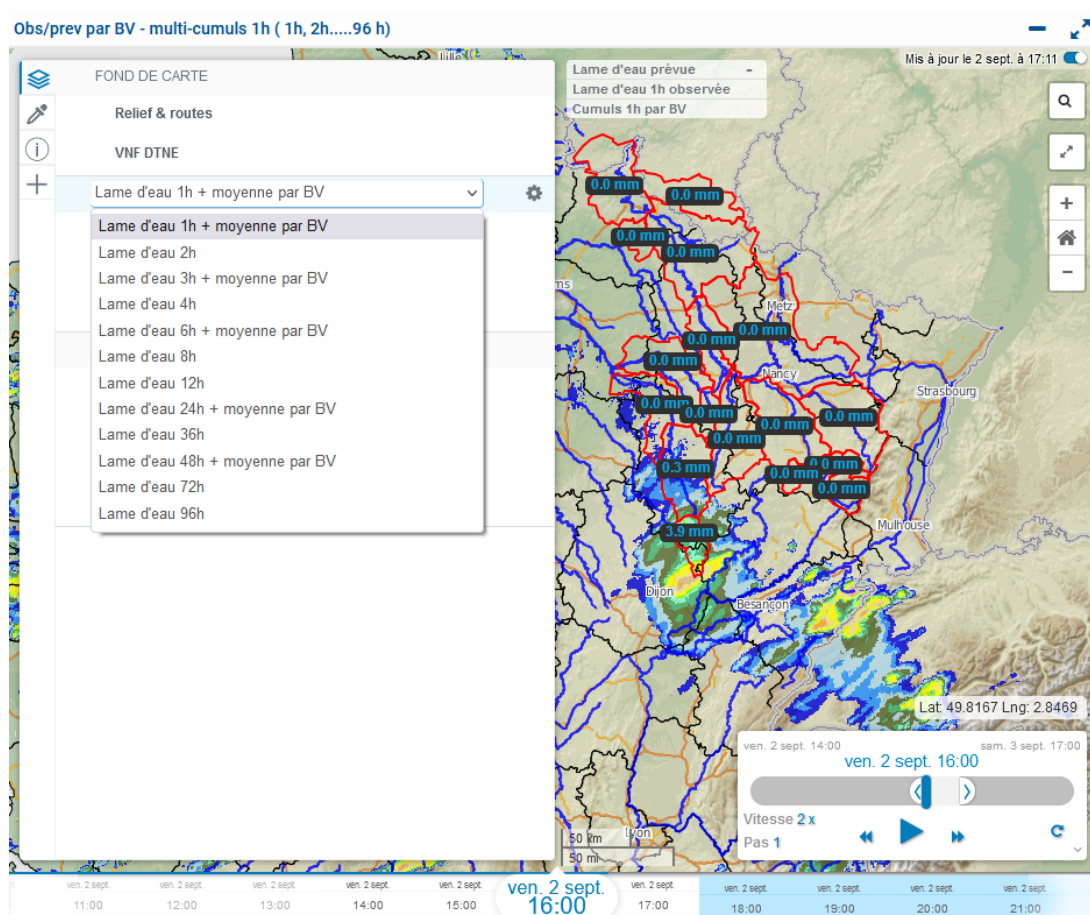 Obs/prev par BV - multi-cumuls 1h ( 1h, 2h.....96 h)
Lille
Mis à jour le 2 sept. à 17:11
FOND DE CARTE
Relief & routes
VNF DTNE
Lame d'eau 1h + moyenne par BV
Lame d'eau 1h + moyenne par BV
Lame d'eau 2h
Lame d'eau 3h + moyenne par BV
Lame d'eau 4h
Lame d'eau 6h + moyenne par BV
Lame d'eau 8h
Lame d'eau 12h
Lame d'eau 24h + moyenne par BV
Lame d'eau 36h
Lame d'eau 48h + moyenne par BV
Lame d'eau 72h
Lame d'eau 96h
Lame d'eau prévue -
Lame d'eau 1h observée
Cumuls 1h par BV
0.0 mm
0.0 mm
0.0 mm
0.0 mm
ms
Metz
0.0 mm
0.0 mm
0.0 mm
Nancy
Strasbourg
0.0 mm
0.0 mm
0.0 mm
0.0 mm
0.0 mm
0.3 mm
0.0 mm
0.0 mm
0.0 mm
Mulhouse
3.9 mm
Dijon
Besançon
Lat: 49.8167 Lng: 2.8469
ven. 2 sept. 14:00
sam. 3 sept. 17:00
ven. 2 sept. 16:00
Vitesse 2 x
Pas 1
50 km
Lyon
50 mi
ven. 2 sept. 11:00
ven. 2 sept. 12:00
ven. 2 sept. 13:00
ven. 2 sept. 14:00
ven. 2 sept. 15:00
ven. 2 sept. 16:00
ven. 2 sept. 17:00
ven. 2 sept. 18:00
ven. 2 sept. 19:00
ven. 2 sept. 20:00
ven. 2 sept. 21:00